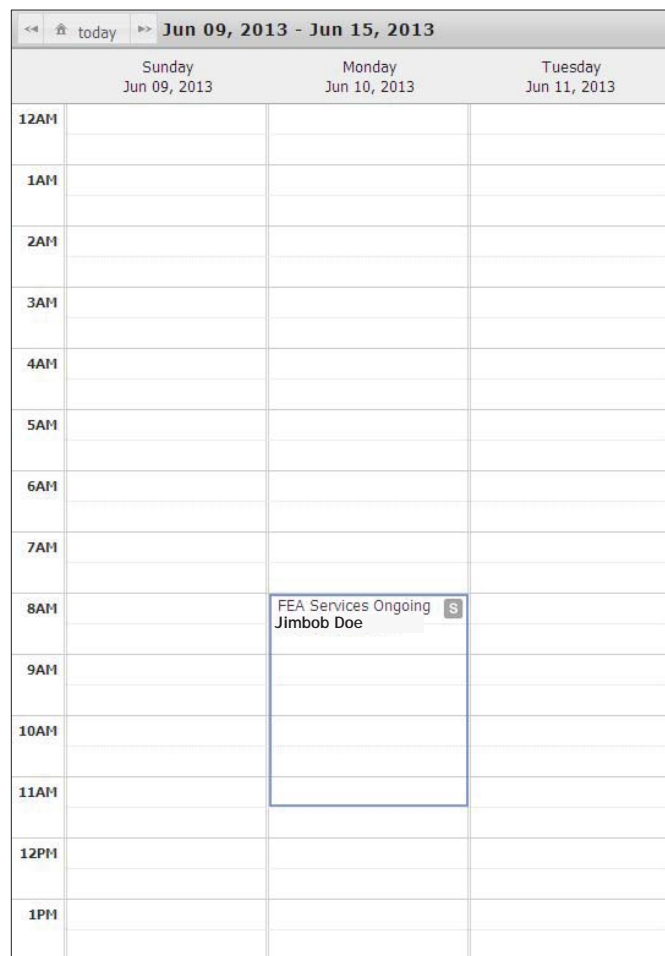 today Jun 09, 2013 - Jun 15, 2013
Sunday Monday Tuesday
Jun 09, 2013 Jun 10, 2013 Jun 11, 2013
12AM
1AM
2AM
3AM
4AM
5AM
6AM
7AM
8AM FEA Services Ongoing S
Jimbob Doe
9AM
10AM
11AM
12PM
1PM